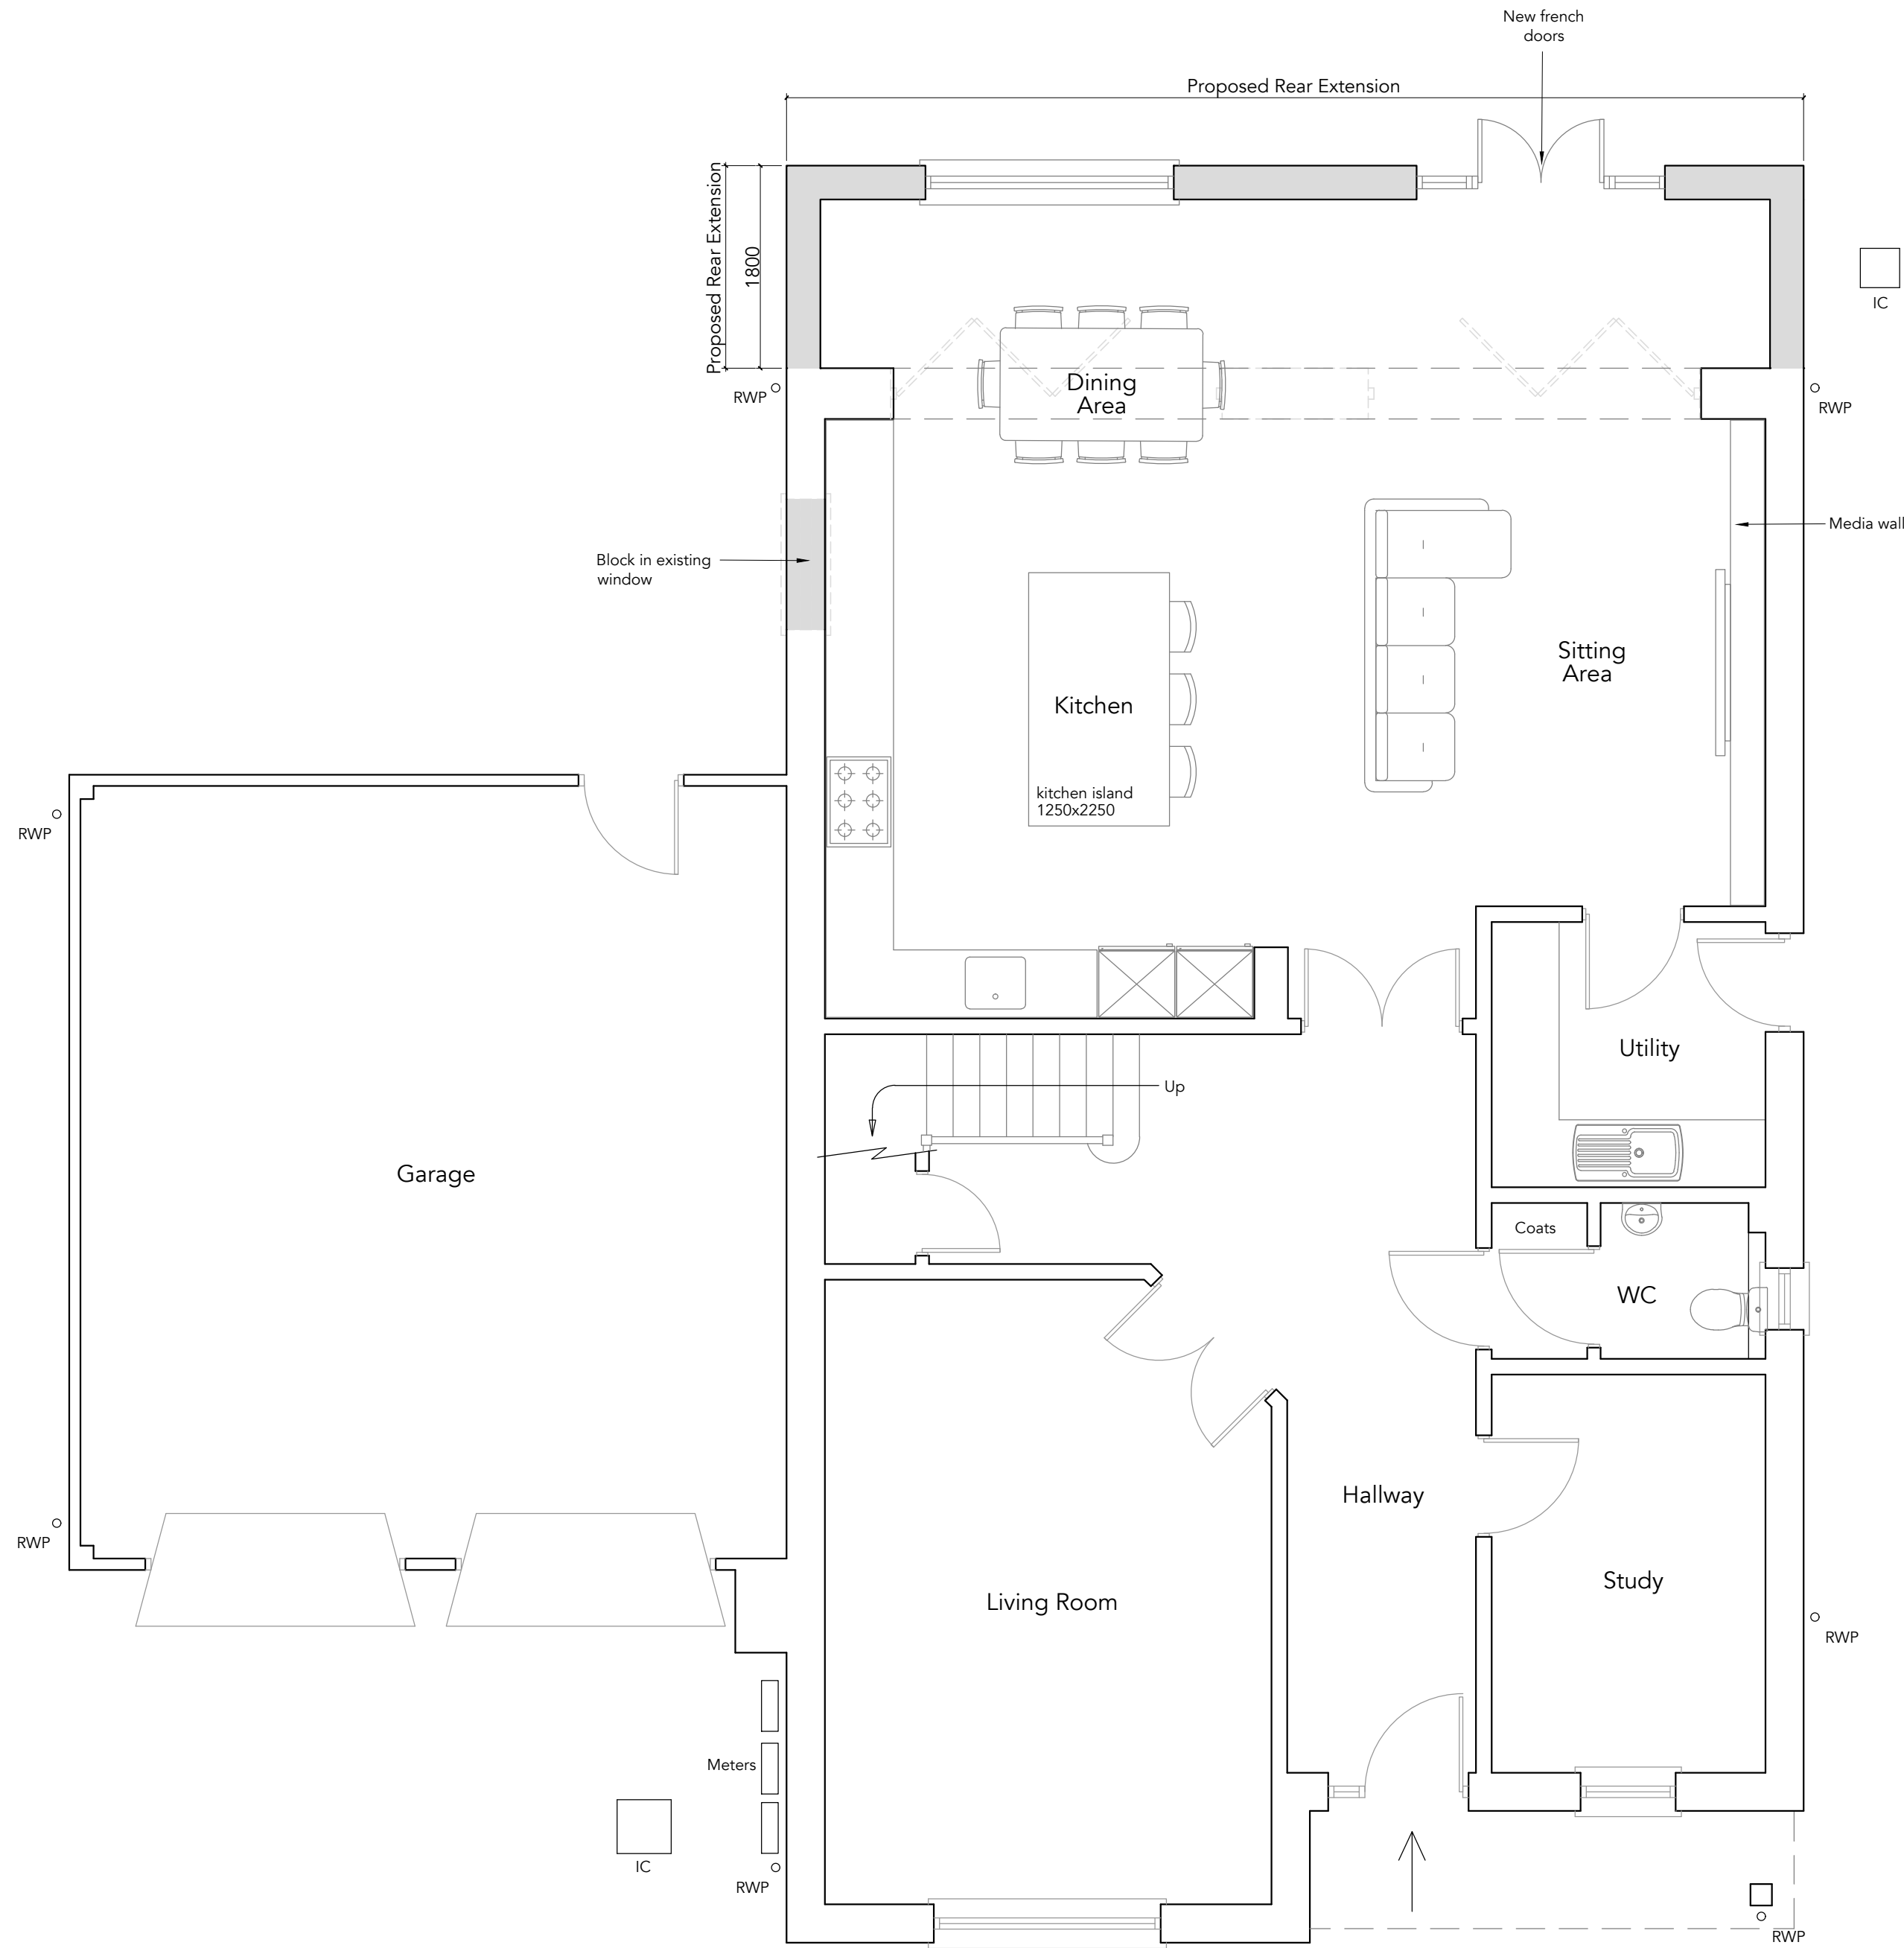 New french
doors
Proposed Rear Extension
Proposed Rear Extension
1800
IC
RWP
Dining
Area
RWP
Media wall
Block in existing
window
Sitting
Area
Kitchen
kitchen island
1250x2250
RWP
Utility
Up
Garage
Coats
WC
Hallway
RWP
Study
Living Room
RWP
Meters
IC
RWP
RWP